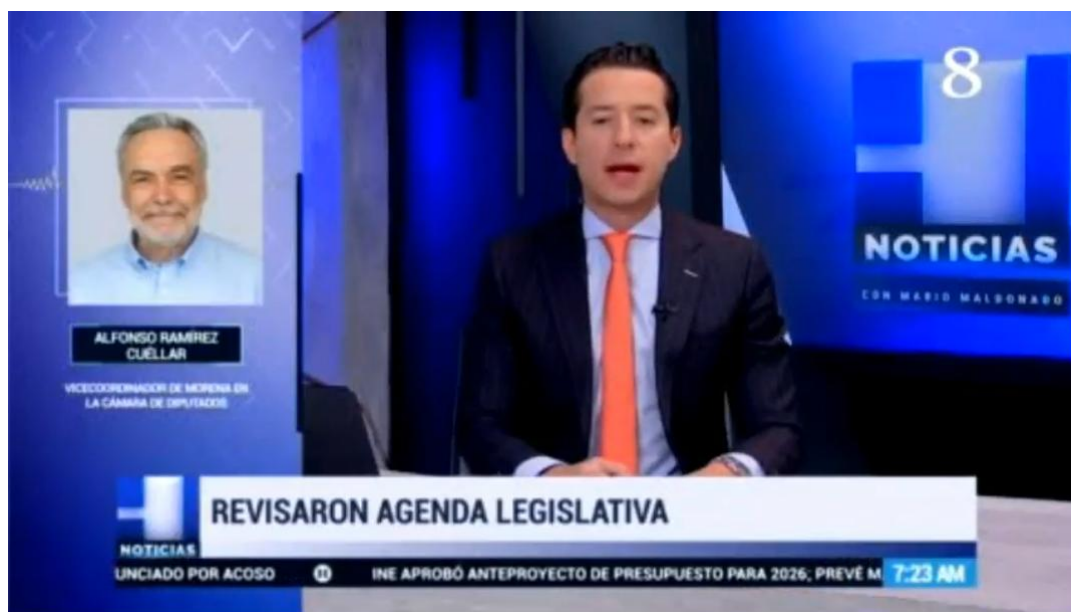 8
NOTICIAS
CON MARIO MALDONADO
ALFONSO RAMÍREZ
CUÉLLAR
VICECOORDINADOR DE MORENA EN
LA CÁMARA DE DIPUTADOS
REVISARON AGENDA LEGISLATIVA
NOTICIAS
UNCIADO POR ACOSO
INE APROBÓ ANTEPROYECTO DE PRESUPUESTO PARA 2026; PREVÉ M
7:23 AM